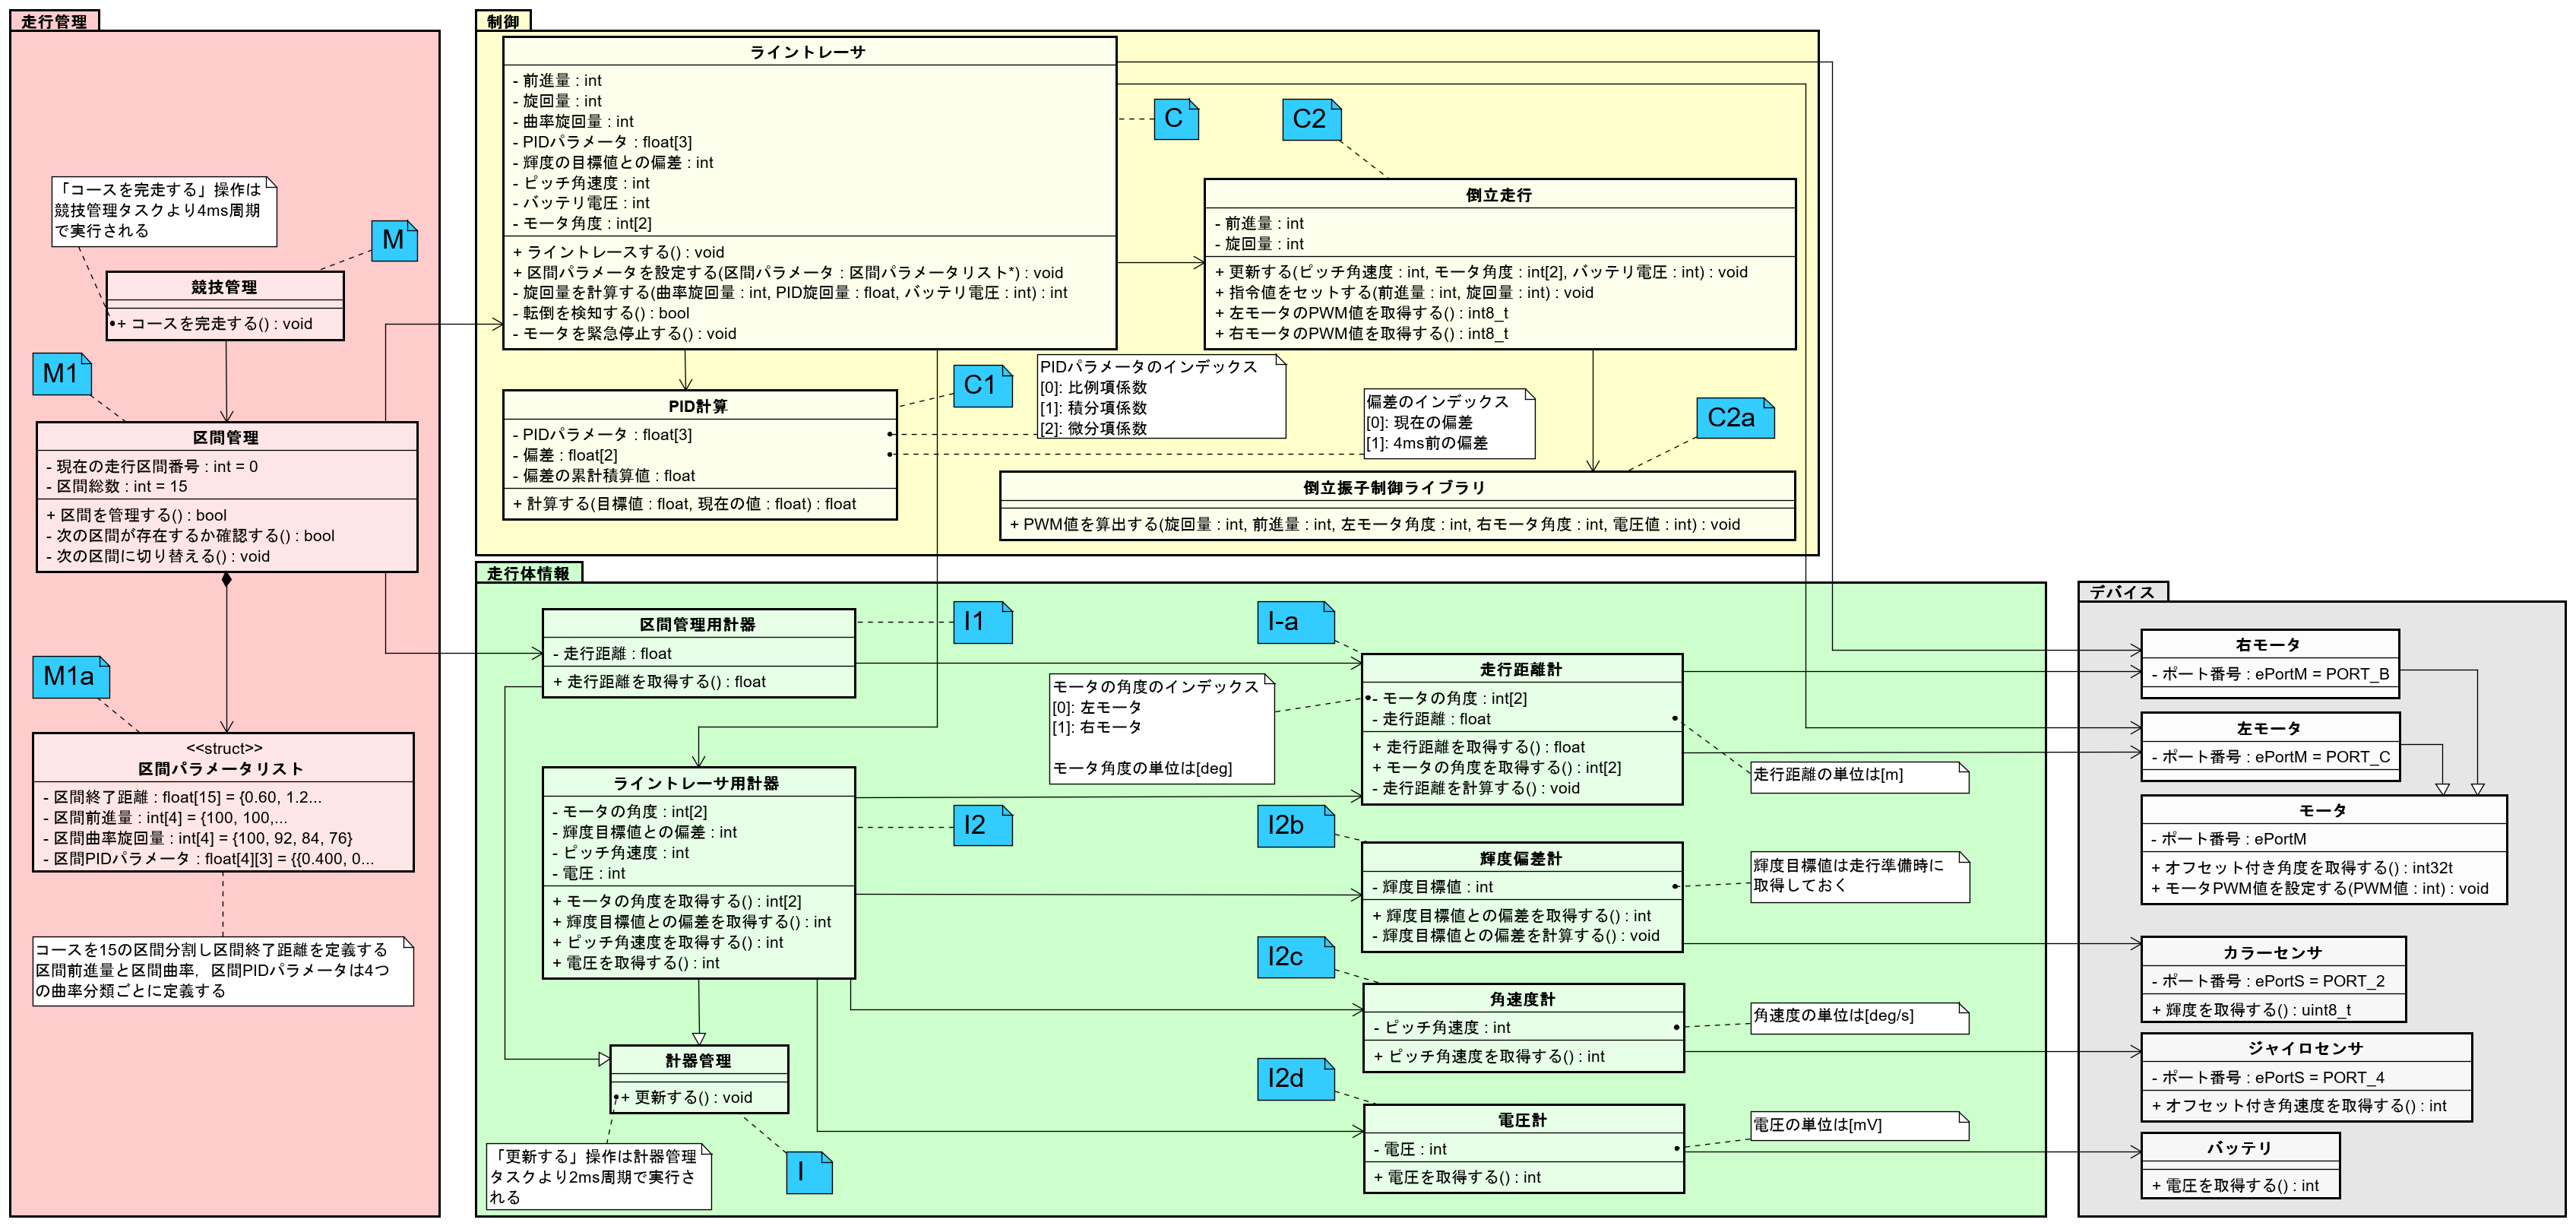 走行管理
「コースを完走する」操作は
競技管理タスクより4ms周期
で実行される
M
競技管理
+ コースを完走する() : void
M1
区間管理
- 現在の走行区間番号 : int = 0
- 区間総数 : int = 15
+ 区間を管理する() : bool
- 次の区間が存在するか確認する() : bool
- 次の区間に切り替える() : void
M1a
<<struct>>
区間パラメータリスト
- 区間終了距離 : float[15] = {0.60, 1.2...
- 区間前進量 : int[4] = {100, 100,...
- 区間曲率旋回量 : int[4] = {100, 92, 84, 76}
- 区間PIDパラメータ : float[4][3] = {{0.400, 0...
コースを15の区間分割し区間終了距離を定義する
区間前進量と区間曲率，区間PIDパラメータは4つ
の曲率分類ごとに定義する
制御
ライントレーサ
- 前進量 : int
- 旋回量 : int
- 曲率旋回量 : int
- PIDパラメータ : float[3]
- 輝度の目標値との偏差 : int
- ピッチ角速度 : int
- バッテリ電圧 : int
- モータ角度 : int[2]
+ ライントレースする() : void
+ 区間パラメータを設定する(区間パラメータ : 区間パラメータリスト*) : void
- 旋回量を計算する(曲率旋回量 : int, PID旋回量 : float, バッテリ電圧 : int) : int
- 転倒を検知する() : bool
- モータを緊急停止する() : void
C
C2
倒立走行
- 前進量 : int
- 旋回量 : int
+ 更新する(ピッチ角速度 : int, モータ角度 : int[2], バッテリ電圧 : int) : void
+ 指令値をセットする(前進量 : int, 旋回量 : int) : void
+ 左モータのPWM値を取得する() : int8_t
+ 右モータのPWM値を取得する() : int8_t
PID計算
- PIDパラメータ : float[3]
- 偏差 : float[2]
- 偏差の累計積算値 : float
+ 計算する(目標値 : float, 現在の値 : float) : float
C1
PIDパラメータのインデックス
[0]: 比例項係数
[1]: 積分項係数
[2]: 微分項係数
偏差のインデックス
[0]: 現在の偏差
[1]: 4ms前の偏差
C2a
倒立振子制御ライブラリ
+ PWM値を算出する(旋回量 : int, 前進量 : int, 左モータ角度 : int, 右モータ角度 : int, 電圧値 : int) : void
走行体情報
区間管理用計器
- 走行距離 : float
+ 走行距離を取得する() : float
I1
I-a
モータの角度のインデックス
[0]: 左モータ
[1]: 右モータ
モータ角度の単位は[deg]
走行距離計
- モータの角度 : int[2]
- 走行距離 : float
+ 走行距離を取得する() : float
+ モータの角度を取得する() : int[2]
- 走行距離を計算する() : void
走行距離の単位は[m]
ライントレーサ用計器
- モータの角度 : int[2]
- 輝度目標値との偏差 : int
- ピッチ角速度 : int
- 電圧 : int
+ モータの角度を取得する() : int[2]
+ 輝度目標値との偏差を取得する() : int
+ ピッチ角速度を取得する() : int
+ 電圧を取得する() : int
I2
I2b
輝度偏差計
- 輝度目標値 : int
+ 輝度目標値との偏差を取得する() : int
- 輝度目標値との偏差を計算する() : void
輝度目標値は走行準備時に
取得しておく
I2c
角速度計
- ピッチ角速度 : int
+ ピッチ角速度を取得する() : int
角速度の単位は[deg/s]
計器管理
+ 更新する() : void
「更新する」操作は計器管理
タスクより2ms周期で実行さ
れる
I
I2d
電圧計
- 電圧 : int
+ 電圧を取得する() : int
電圧の単位は[mV]
デバイス
右モータ
- ポート番号 : ePortM = PORT_B
左モータ
- ポート番号 : ePortM = PORT_C
モータ
- ポート番号 : ePortM
+ オフセット付き角度を取得する() : int32t
+ モータPWM値を設定する(PWM値 : int) : void
カラーセンサ
- ポート番号 : ePortS = PORT_2
+ 輝度を取得する() : uint8_t
ジャイロセンサ
- ポート番号 : ePortS = PORT_4
+ オフセット付き角速度を取得する() : int
バッテリ
+ 電圧を取得する() : int